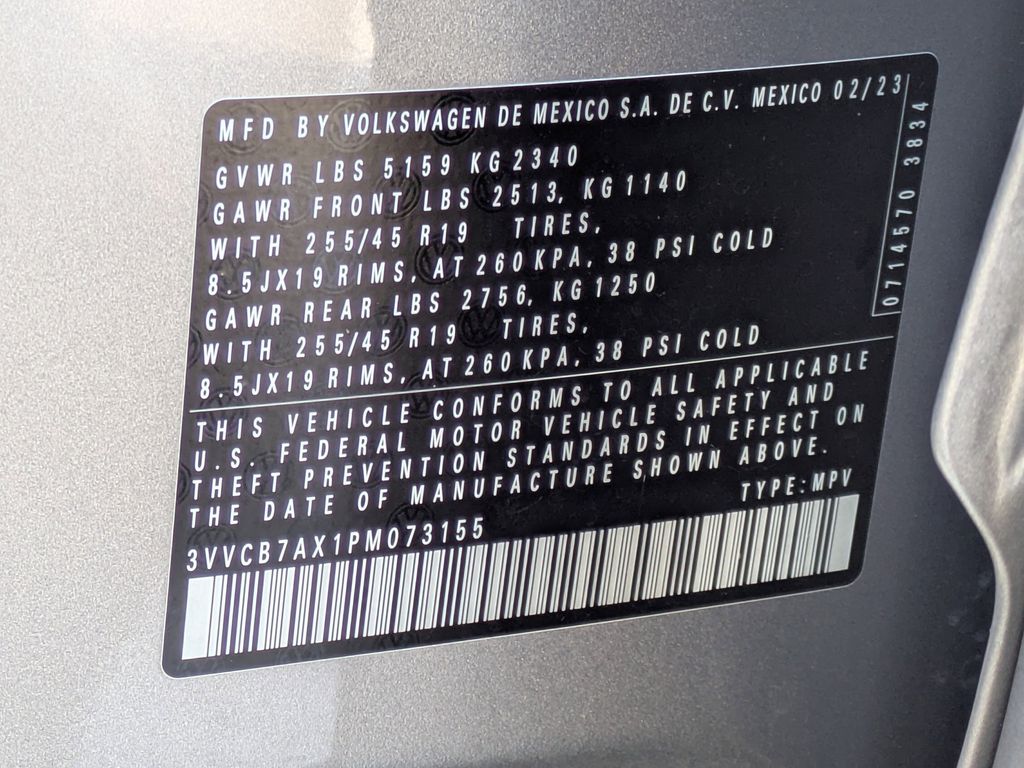 MFD BY VOLKSWAGEN DE MEXICO S.A. DE C.V. MEXICO 02/23
GVWR LBS 5159 KG 2340
GAWR FRONT LBS 2513, KG 1140
WITH 255/45 R19 TIRES,
8.5JX19 RIMS, AT 260 KPA, 38 PSI COLD
GAWR REAR LBS 2756, KG 1250
WITH 255/45 R19 TIRES,
8.5JX19 RIMS, AT 260 KPA, 38 PSI COLD
0714570 3834
THIS VEHICLE CONFORMS TO ALL APPLICABLE
U.S. FEDERAL MOTOR VEHICLE SAFETY AND
THEFT PREVENTION STANDARDS IN EFFECT ON
THE DATE OF MANUFACTURE SHOWN ABOVE.
TYPE: MPV
3VVCB7AX1PM073155